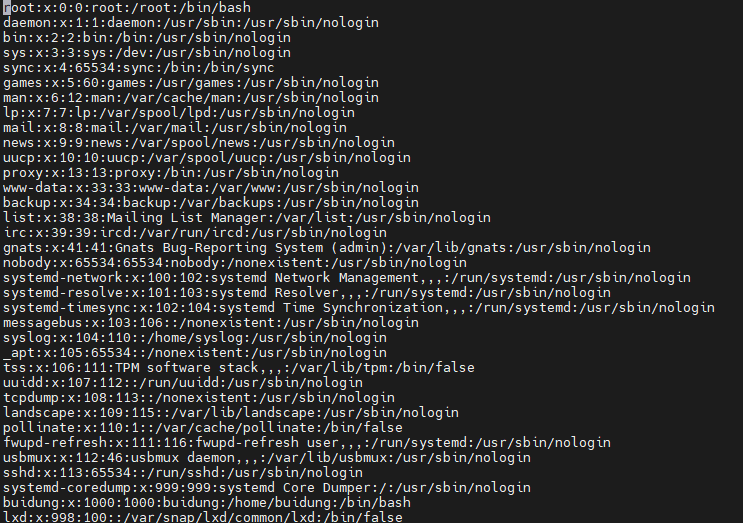 root:x:0:0:root:/root:/bin/bash
daemon:x:1:1:daemon:/usr/sbin:/usr/sbin/nologin
bin:x:2:2:bin:/bin:/usr/sbin/nologin
sys:x:3:3:sys:/dev:/usr/sbin/nologin
sync:x:4:65534:sync:/bin:/bin/sync
games:x:5:60:games:/usr/games:/usr/sbin/nologin
man:x:6:12:man:/var/cache/man:/usr/sbin/nologin
lp:x:7:7:lp:/var/spool/lpd:/usr/sbin/nologin
mail:x:8:8:mail:/var/mail:/usr/sbin/nologin
news:x:9:9:news:/var/spool/news:/usr/sbin/nologin
uucp:x:10:10:uucp:/var/spool/uucp:/usr/sbin/nologin
proxy:x:13:13:proxy:/bin:/usr/sbin/nologin
www-data:x:33:33:www-data:/var/www:/usr/sbin/nologin
backup:x:34:34:backup:/var/backups:/usr/sbin/nologin
list:x:38:38:Mailing List Manager:/var/list:/usr/sbin/nologin
irc:x:39:39:ircd:/var/run/ircd:/usr/sbin/nologin
gnats:x:41:41:Gnats Bug-Reporting System (admin):/var/lib/gnats:/usr/sbin/nologin
nobody:x:65534:65534:nobody:/nonexistent:/usr/sbin/nologin
systemd-network:x:100:102:systemd Network Management,,,:/run/systemd:/usr/sbin/nologin
systemd-resolve:x:101:103:systemd Resolver,,,:/run/systemd:/usr/sbin/nologin
systemd-timesync:x:102:104:systemd Time Synchronization,,,:/run/systemd:/usr/sbin/nologin
messagebus:x:103:106::/nonexistent:/usr/sbin/nologin
syslog:x:104:110::/home/syslog:/usr/sbin/nologin
_apt:x:105:65534::/nonexistent:/usr/sbin/nologin
tss:x:106:111:TPM software stack,,,:/var/lib/tpm:/bin/false
uuidd:x:107:112::/run/uuidd:/usr/sbin/nologin
tcpdump:x:108:113::/nonexistent:/usr/sbin/nologin
landscape:x:109:115::/var/lib/landscape:/usr/sbin/nologin
pollinate:x:110:1::/var/cache/pollinate:/bin/false
fwupd-refresh:x:111:116:fwupd-refresh user,,,:/run/systemd:/usr/sbin/nologin
usbmux:x:112:46:usbmux daemon,,,:/var/lib/usbmux:/usr/sbin/nologin
sshd:x:113:65534::/run/sshd:/usr/sbin/nologin
systemd-coredump:x:999:999:systemd Core Dumper:/:/usr/sbin/nologin
buidung:x:1000:1000:buidung:/home/buidung:/bin/bash
lxd:x:998:100::/var/snap/lxd/common/lxd:/bin/false